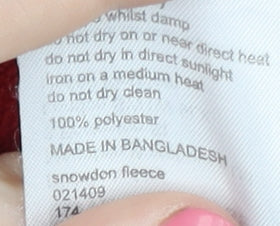 whilst damp
not dry on or near direct heat
do not dry in direct sunlight
iron on a medium heat
do not dry clean
100% polyester
MADE IN BANGLADESH
snowdon fleece
021409
174